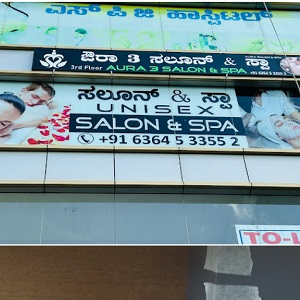 ಎಸ್ ಪಿ ಜಿ ಹಾಸ್ಪಿಟಲ್
ಔರಾ 3 ಸಲೂನ್ & ಸ್ಪಾ
3rd Floor AURA 3 SALON & SPA
ಸಲೂನ್ & ಸ್ಪಾ
UNISEX
SALON & SPA
+91 6364 5 3355 2
TO-L